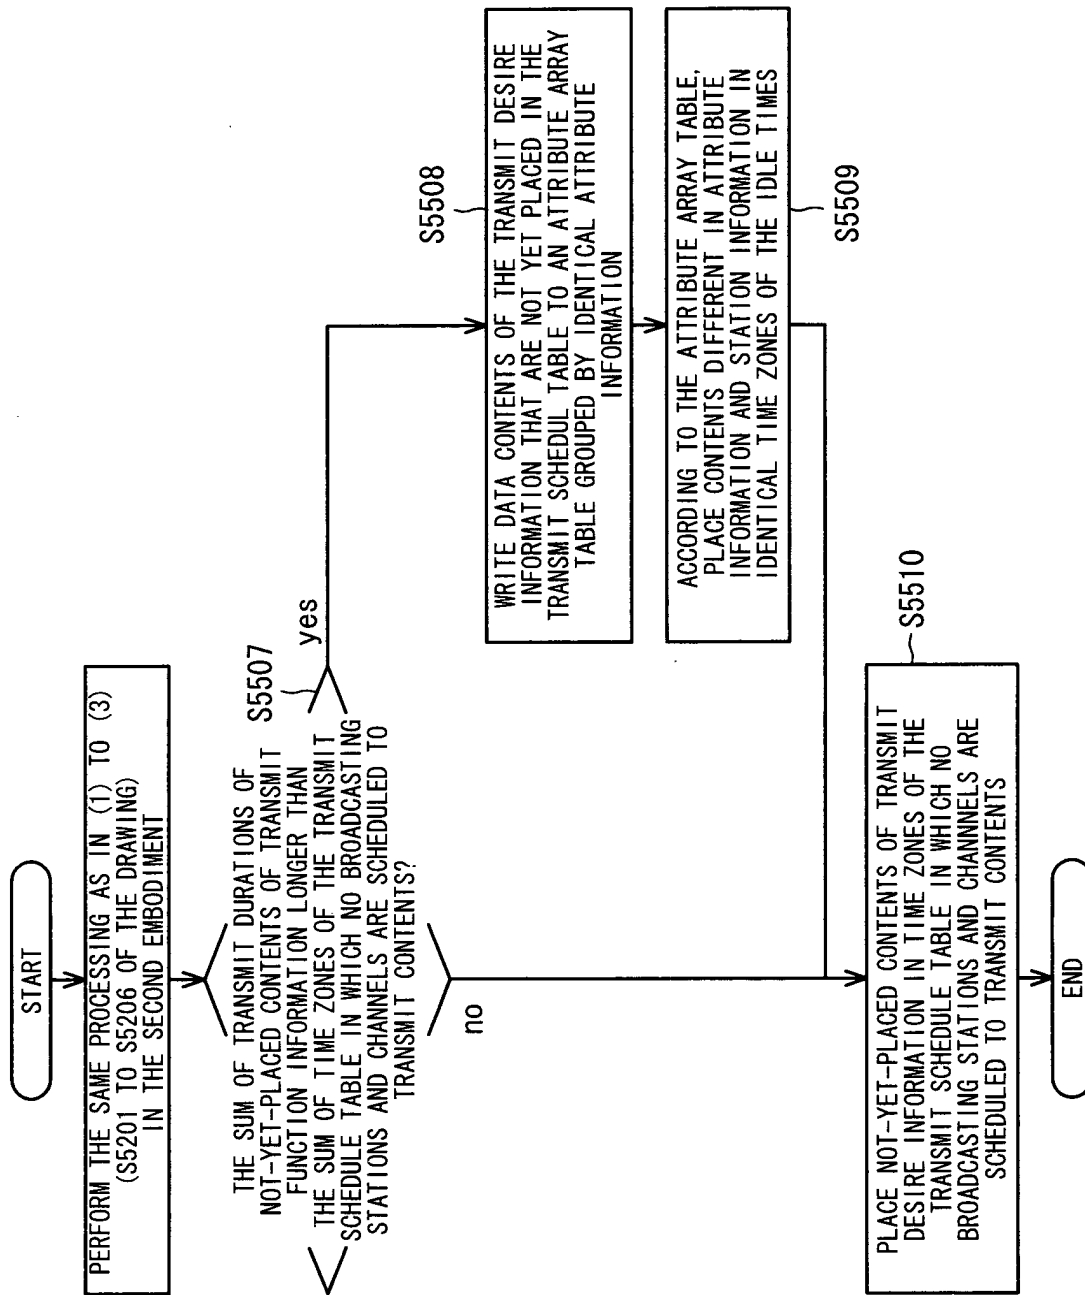 START
PERFORM THE SAME PROCESSING AS IN (1) TO (3)
(S5201 TO S5206 OF THE DRAWING)
IN THE SECOND EMBODIMENT
S5507
THE SUM OF TRANSMIT DURATIONS OF
NOT-YET-PLACED CONTENTS OF TRANSMIT
FUNCTION INFORMATION LONGER THAN
THE SUM OF TIME ZONES OF THE TRANSMIT
SCHEDULE TABLE IN WHICH NO BROADCASTING
STATIONS AND CHANNELS ARE SCHEDULED TO
TRANSMIT CONTENTS?
yes
no
S5508
WRITE DATA CONTENTS OF THE TRANSMIT DESIRE
INFORMATION THAT ARE NOT YET PLACED IN THE
TRANSMIT SCHEDUL TABLE TO AN ATTRIBUTE ARRAY
TABLE GROUPED BY IDENTICAL ATTRIBUTE
INFORMATION
ACCORDING TO THE ATTRIBUTE ARRAY TABLE,
PLACE CONTENTS DIFFERENT IN ATTRIBUTE
INFORMATION AND STATION INFORMATION IN
IDENTICAL TIME ZONES OF THE IDLE TIMES
S5509
S5510
PLACE NOT-YET-PLACED CONTENTS OF TRANSMIT
DESIRE INFORMATION IN TIME ZONES OF THE
TRANSMIT SCHEDULE TABLE IN WHICH NO
BROADCASTING STATIONS AND CHANNNELS ARE
SCHEDULED TO TRANSMIT CONTENTS
END